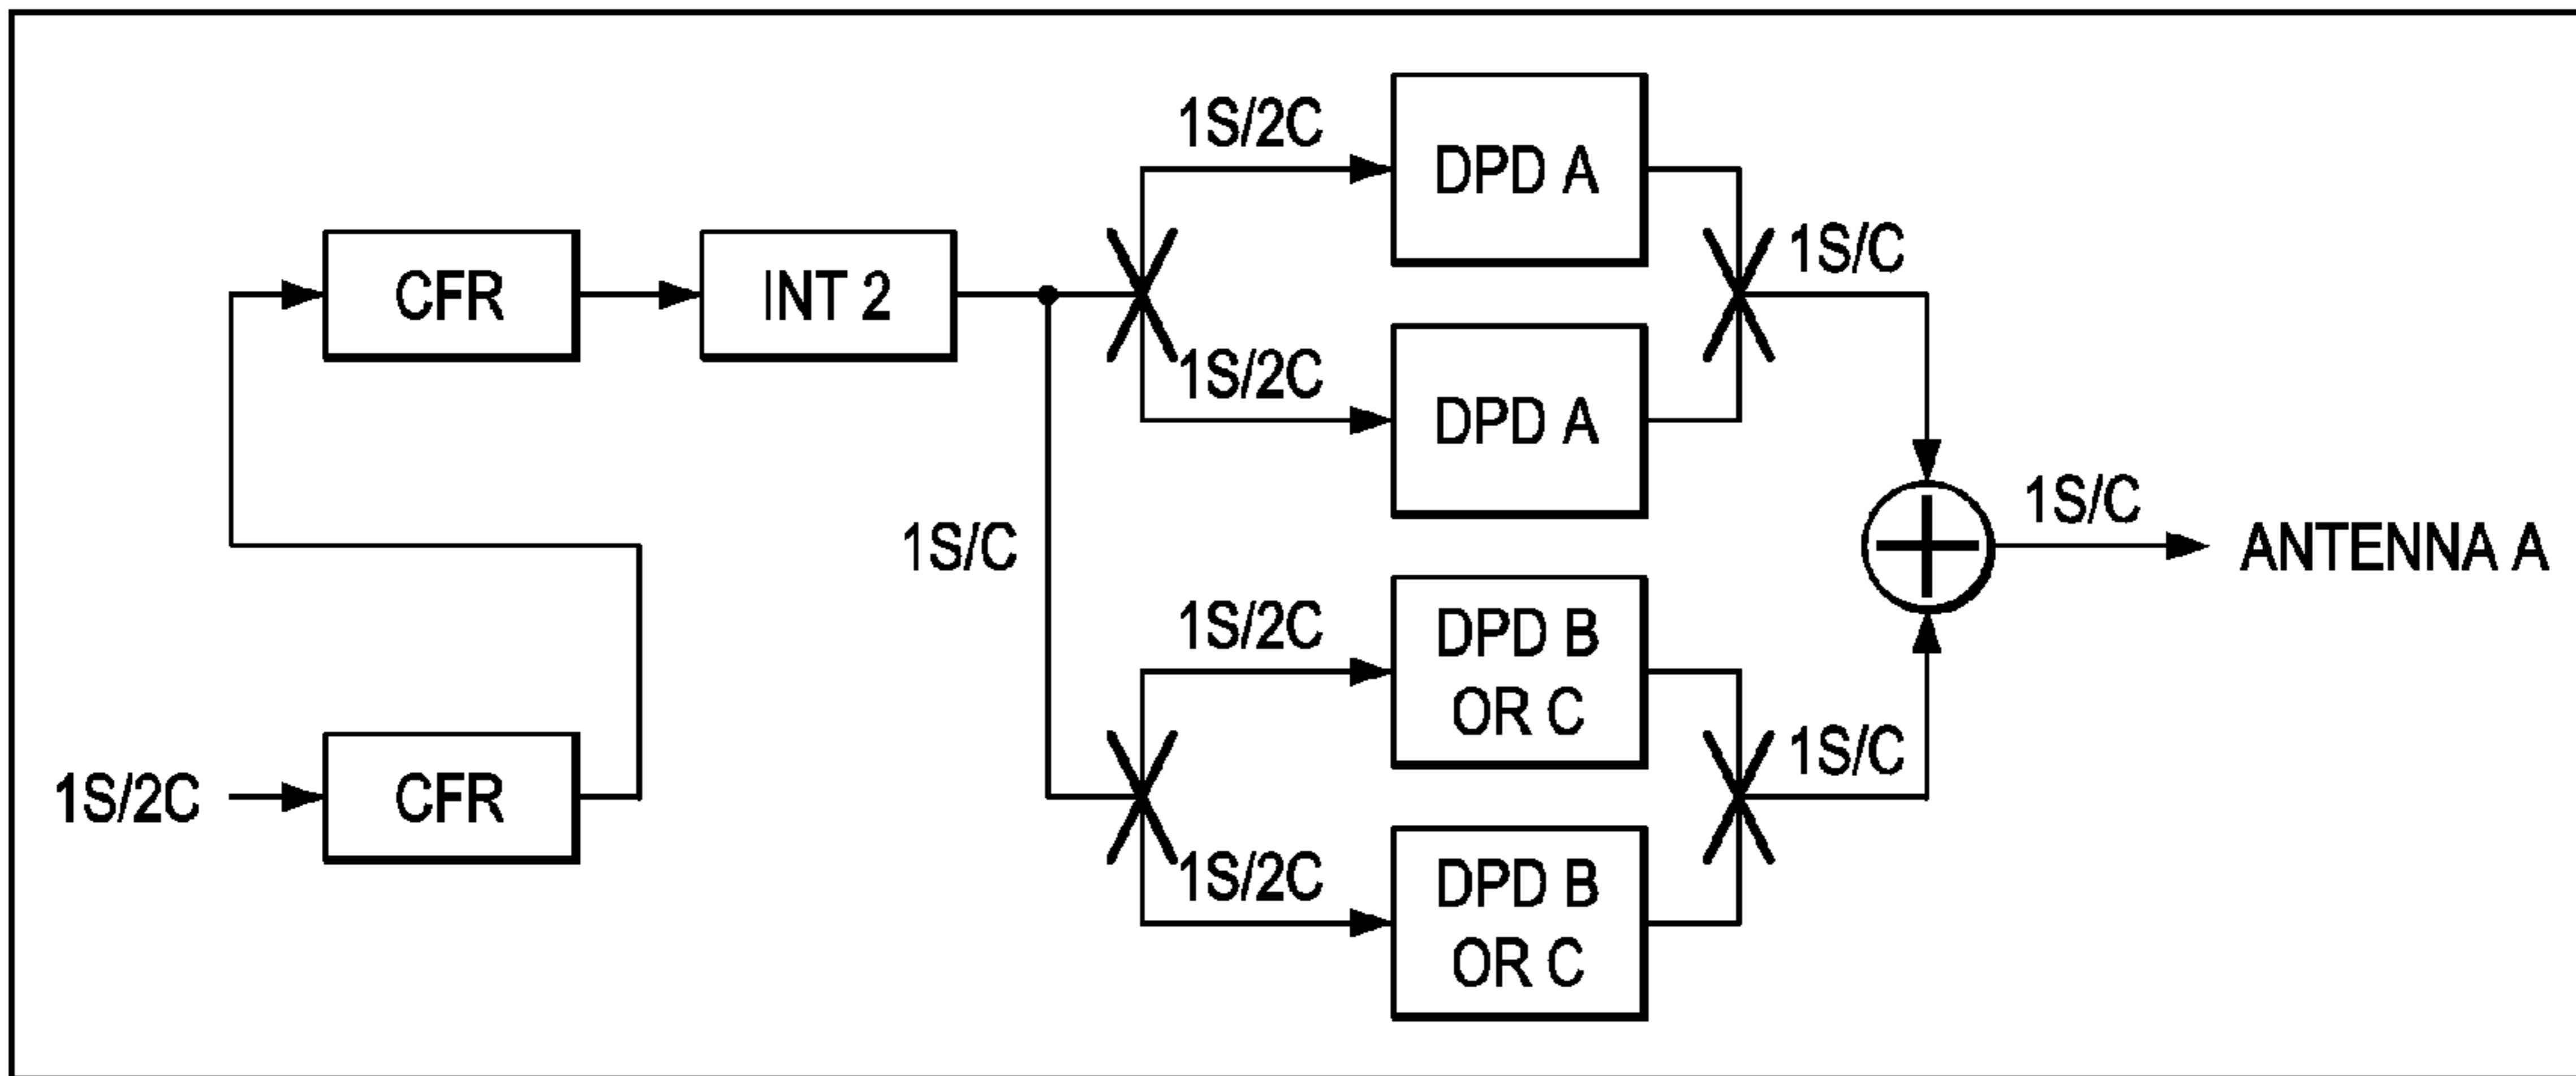 1S/2C
DPD A
1S/C
CFR
INT 2
1S/2C
DPD A
1S/C
1S/C
ANTENNA A
1S/2C
DPD B
OR C
1S/C
1S/2C
CFR
1S/2C
DPD B
OR C